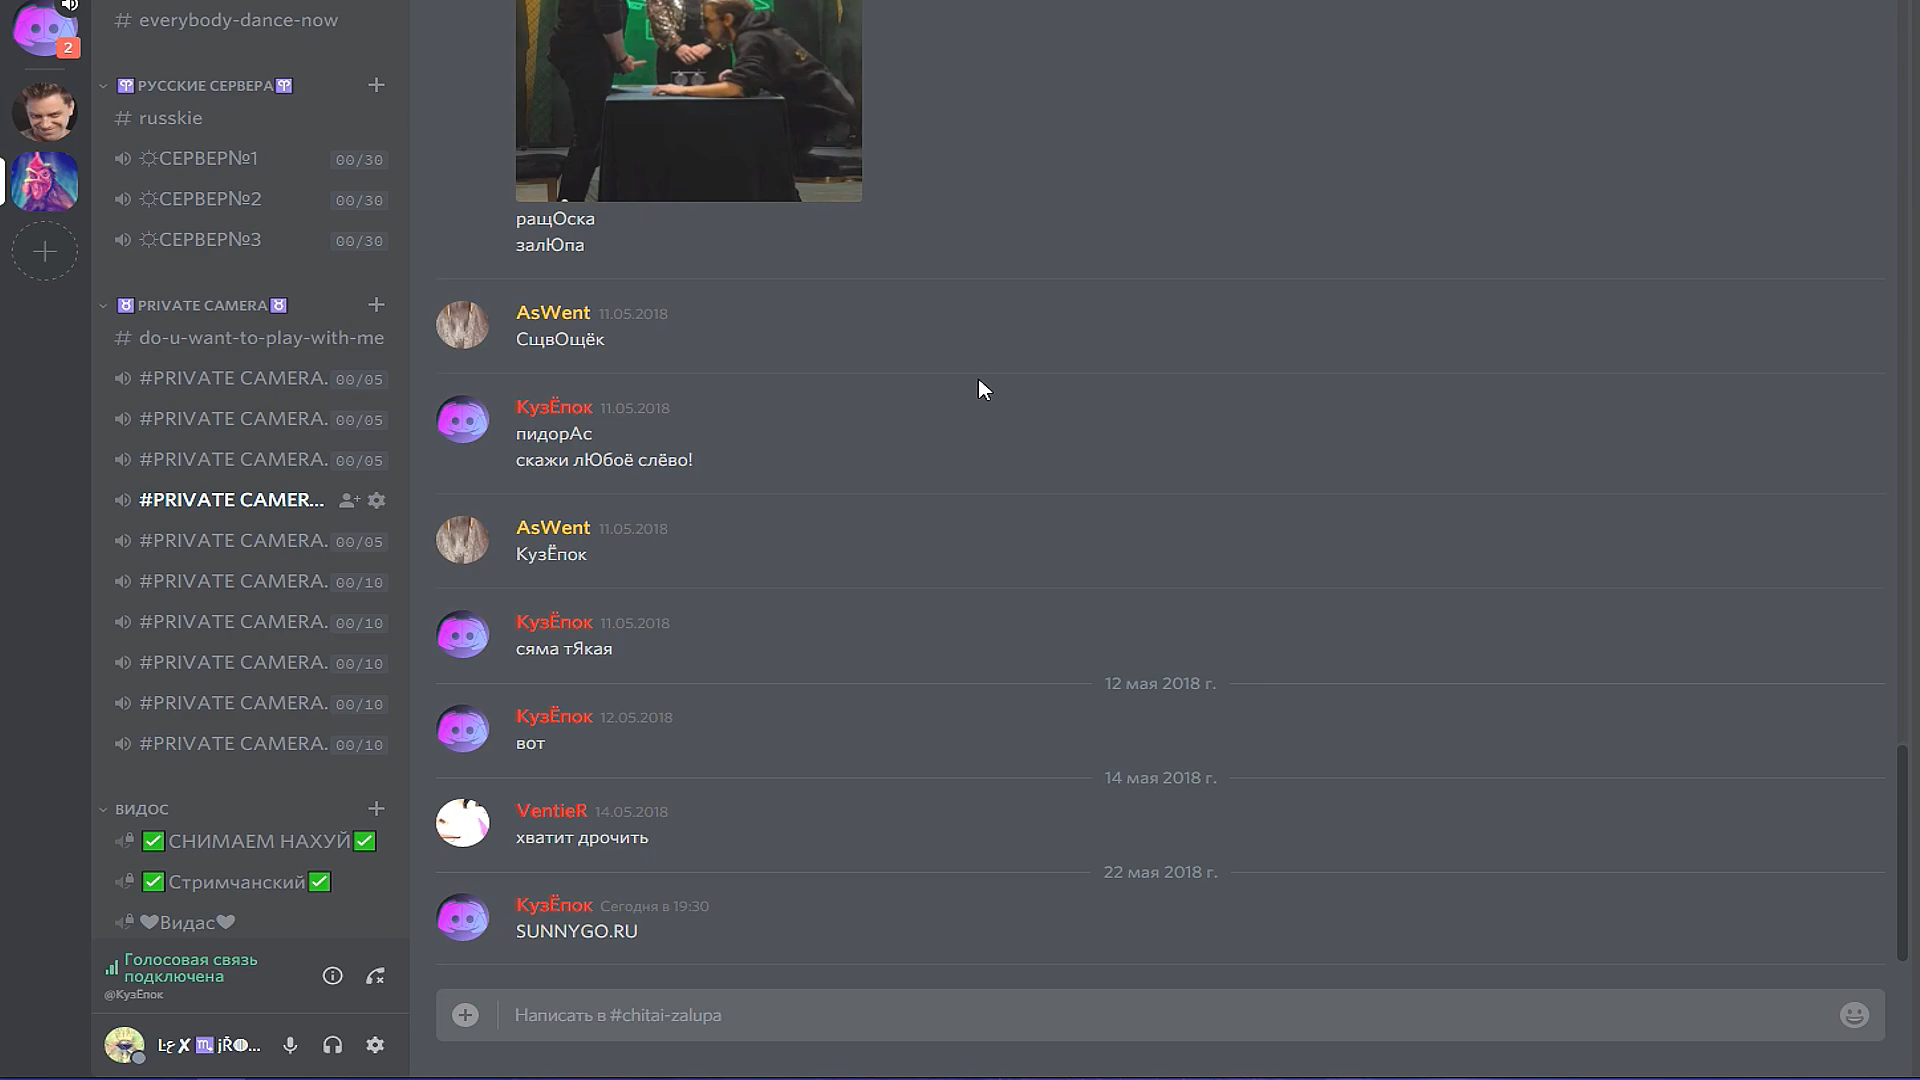 2
# everybody-dance-now
♈ РУССКИЕ СЕРВЕРА ♈
# russkie
☼СЕРВЕР№1 00/30
☼СЕРВЕР№2 00/30
☼СЕРВЕР№3 00/30
♉ PRIVATE CAMERA ♉
# do-u-want-to-play-with-me
#PRIVATE CAMERA. 00/05
#PRIVATE CAMERA. 00/05
#PRIVATE CAMERA. 00/05
#PRIVATE CAMER...
#PRIVATE CAMERA. 00/05
#PRIVATE CAMERA. 00/10
#PRIVATE CAMERA. 00/10
#PRIVATE CAMERA. 00/10
#PRIVATE CAMERA. 00/10
#PRIVATE CAMERA. 00/10
ВИДОС
✅СНИМАЕМ НАХУЙ✅
✅Стримчанский✅
♥Видас♥
Голосовая связь
подключена
@КузЁпок
ращОска
залЮпа
AsWent 11.05.2018
СщвОщёк
КузЁпок 11.05.2018
пидорАс
скажи лЮбоё слёво!
AsWent 11.05.2018
КузЁпок
КузЁпок 11.05.2018
сяма тЯкая
12 мая 2018 г.
КузЁпок 12.05.2018
вот
14 мая 2018 г.
VentieR 14.05.2018
хватит дрочить
22 мая 2018 г.
КузЁпок Сегодня в 19:30
SUNNYGO.RU
Написать в #chitai-zalupa